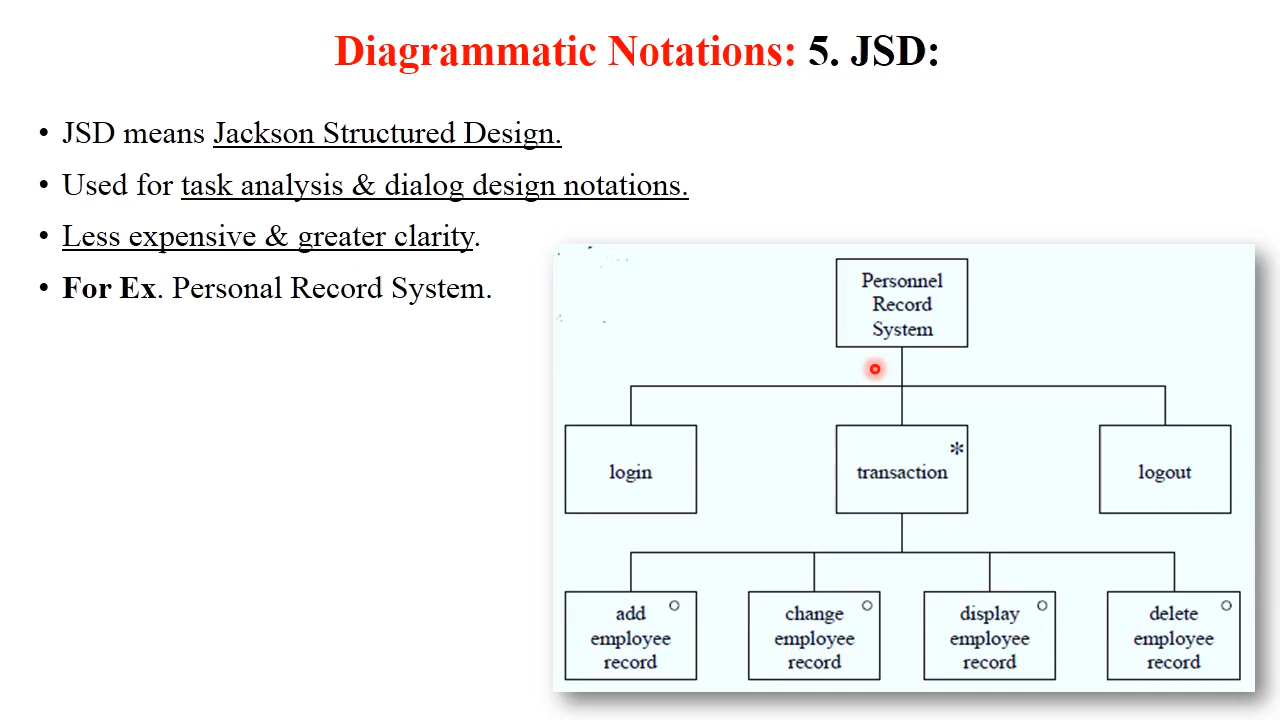 Diagrammatic Notations: 5. JSD:
• JSD means Jackson Structured Design.
• Used for task analysis & dialog design notations.
• Less expensive & greater clarity.
• For Ex. Personal Record System.
Personnel
Record
System
login
transaction *
logout
add
employee
record
change
employee
record
display
employee
record
delete
employee
record